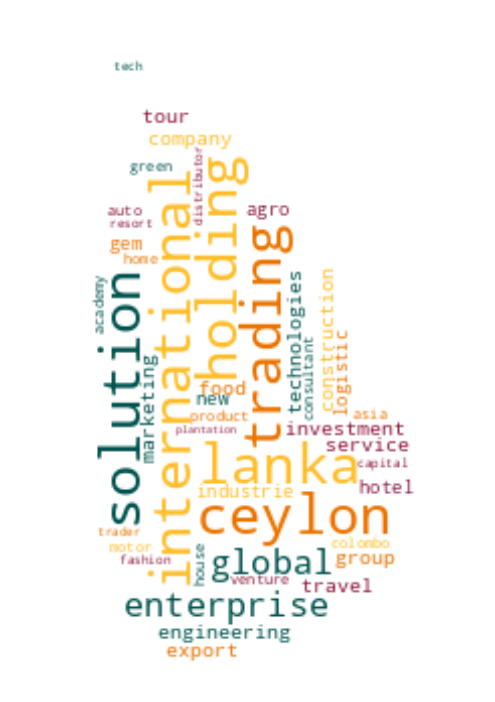 tech
tour
company
green
distributor
international
holding
auto
agro
resort
trading
gem
home
solution
academy
technologies
construction
logistic
consultant
marketing
food
new
product
asia
plantation
investment
service
lanka
capital
industrie
hotel
ceylon
trader
motor
colombo
fashion
house
global
group
venture
travel
enterprise
engineering
export